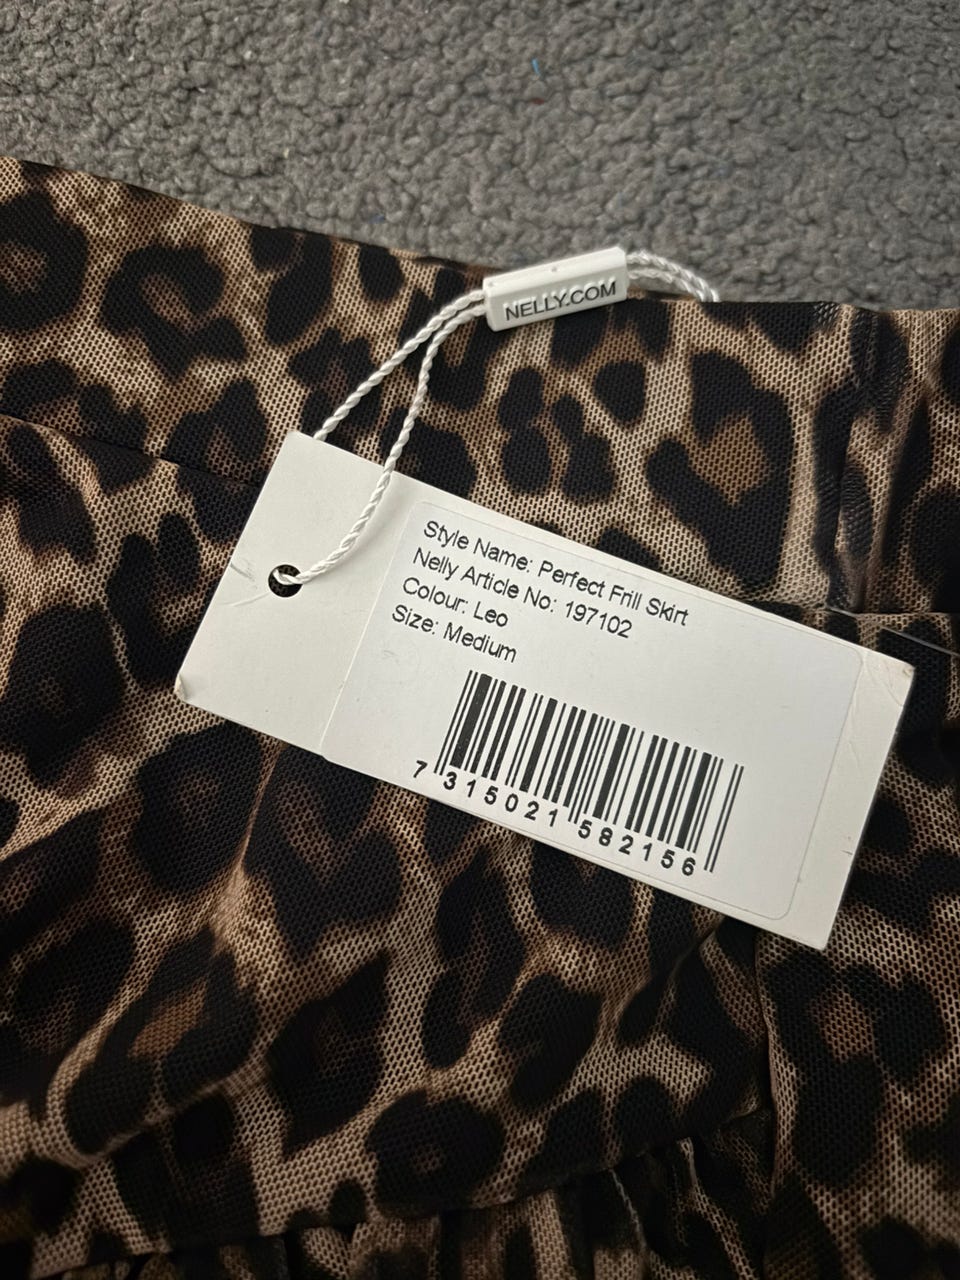 NELLY.COM
Style Name: Perfect Frill Skirt
Nelly Article No: 197102
Colour: Leo
Size: Medium
7 315021 582156